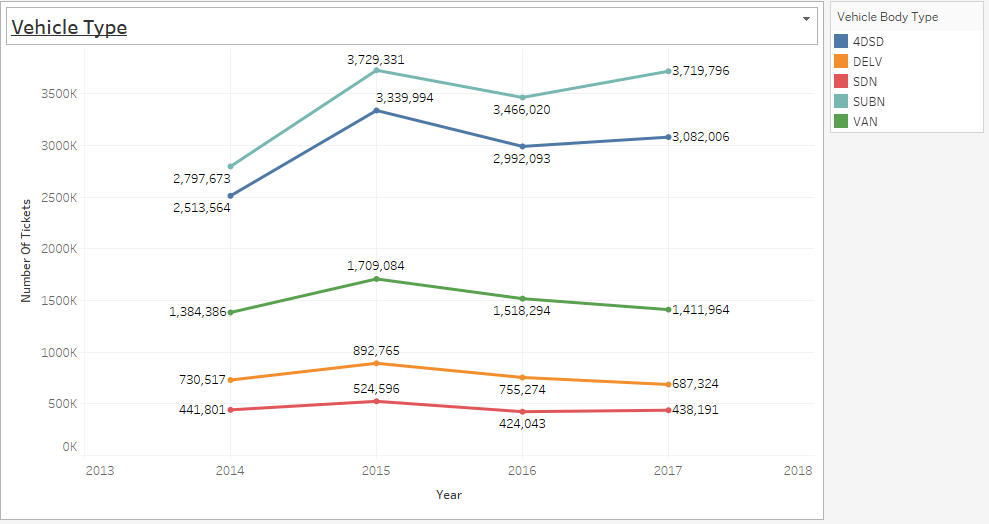 Vehicle Type
Vehicle Body Type
4DSD
DELV
SDN
SUBN
VAN
Number Of Tickets
3500K
3000K
2500K
2000K
1500K
1000K
500K
0K
3,729,331
3,339,994
3,719,796
3,466,020
3,082,006
2,992,093
2,797,673
2,513,564
1,709,084
1,384,386
1,518,294
1,411,964
892,765
730,517
755,274
687,324
524,596
441,801
424,043
438,191
2013 2014 2015 2016 2017 2018
Year